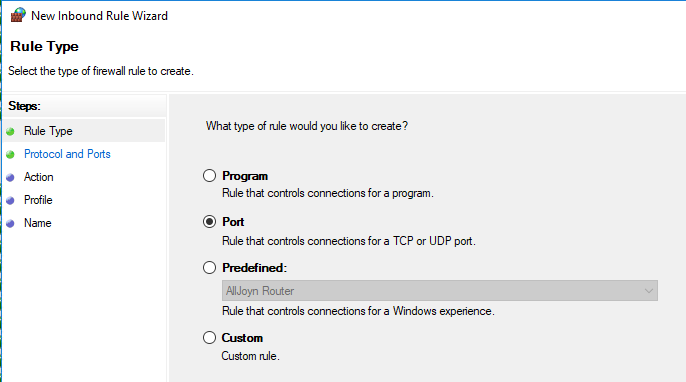 New Inbound Rule Wizard
Rule Type
Select the type of firewall rule to create.
Steps:
Rule Type
Protocol and Ports
Action
Profile
Name
What type of rule would you like to create?
Program
Rule that controls connections for a program.
Port
Rule that controls connections for a TCP or UDP port.
Predefined:
AllJoyn Router
Rule that controls connections for a Windows experience.
Custom
Custom rule.